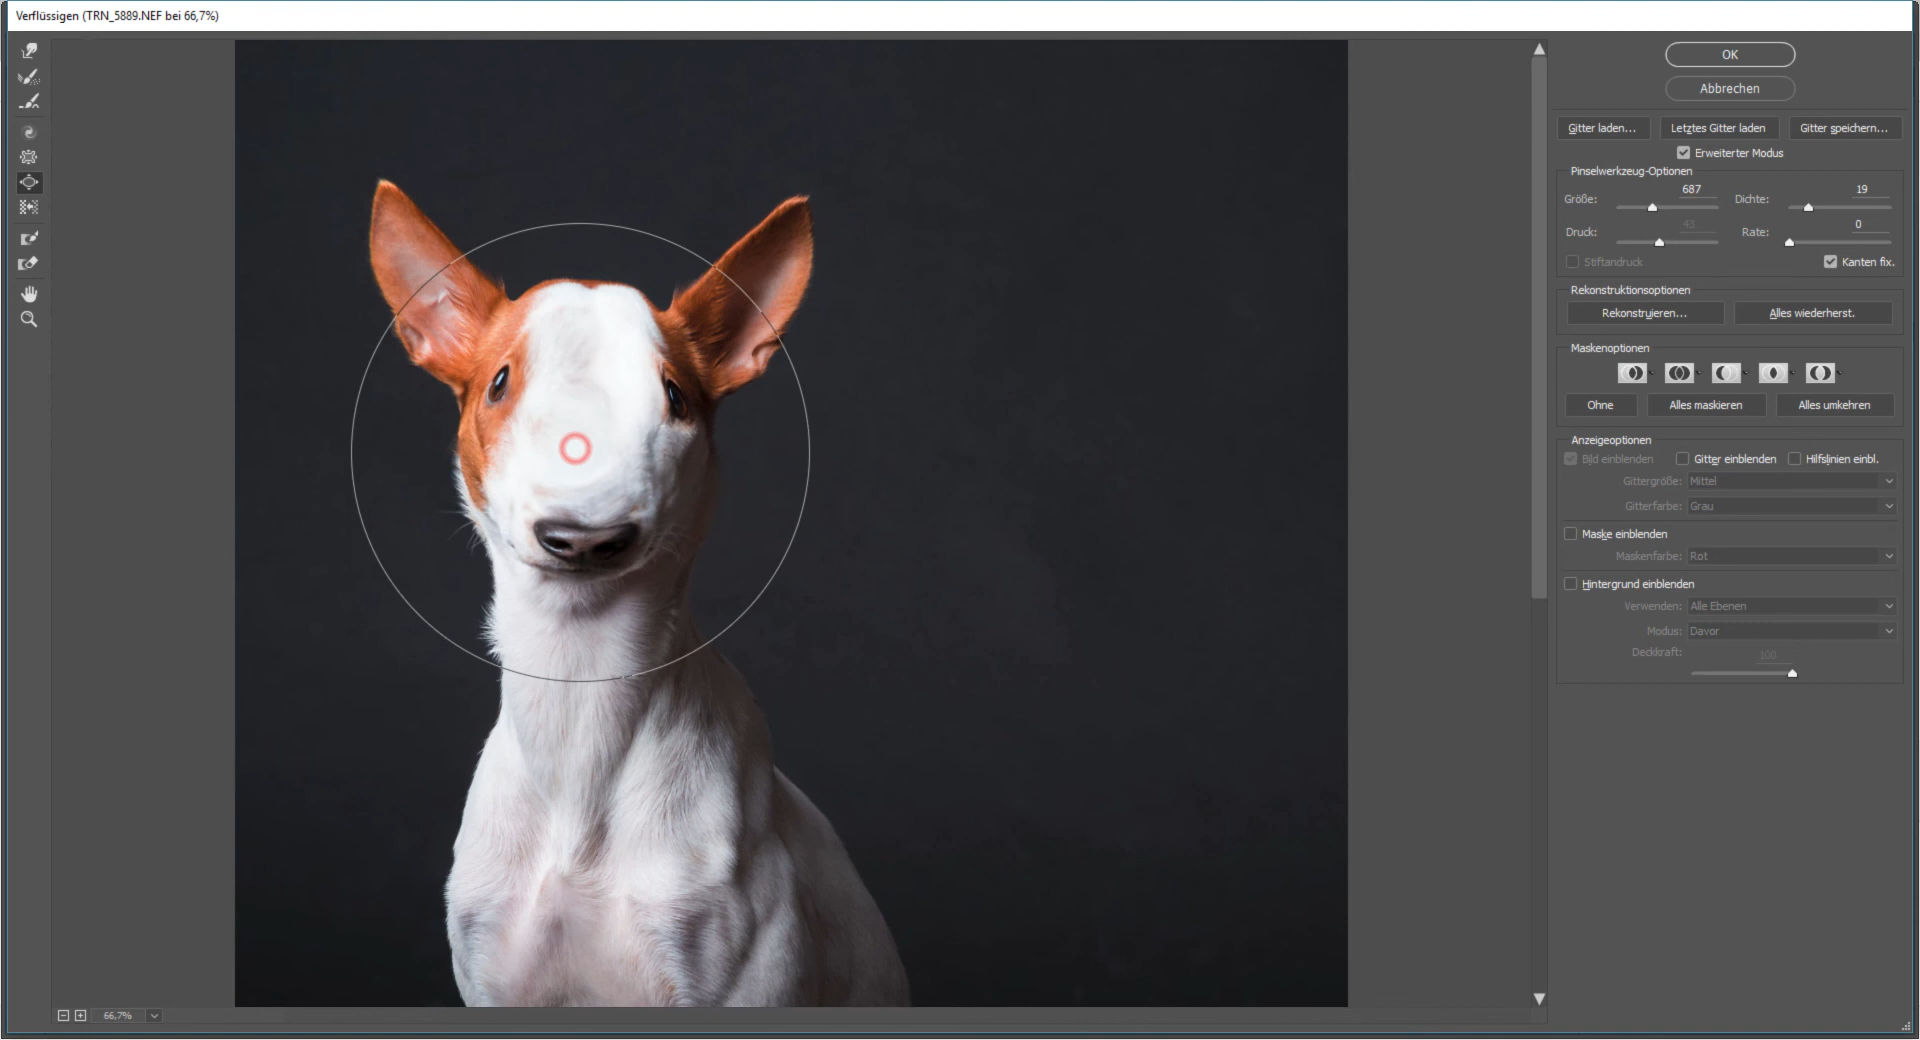 Verflüssigen (TRN_5889.NEF bei 66,7%)
OK
Abbrechen
Gitter laden... Letztes Gitter laden Gitter speichern...
Erweiterter Modus
Pinselwerkzeug-Optionen
Größe: 687 Dichte: 19
Druck: 43 Rate: 0
Stiftandruck Kanten fix.
Rekonstruktionsoptionen
Rekonstruieren... Alles wiederherst.
Maskenoptionen
Ohne Alles maskieren Alles umkehren
Anzeigeoptionen
Bild einblenden Gitter einblenden Hilfslinien einbl.
Gittergröße: Mittel
Gitterfarbe: Grau
Maske einblenden
Maskenfarbe: Rot
Hintergrund einblenden
Verwenden: Alle Ebenen
Modus: Davor
Deckkraft: 100
66,7%